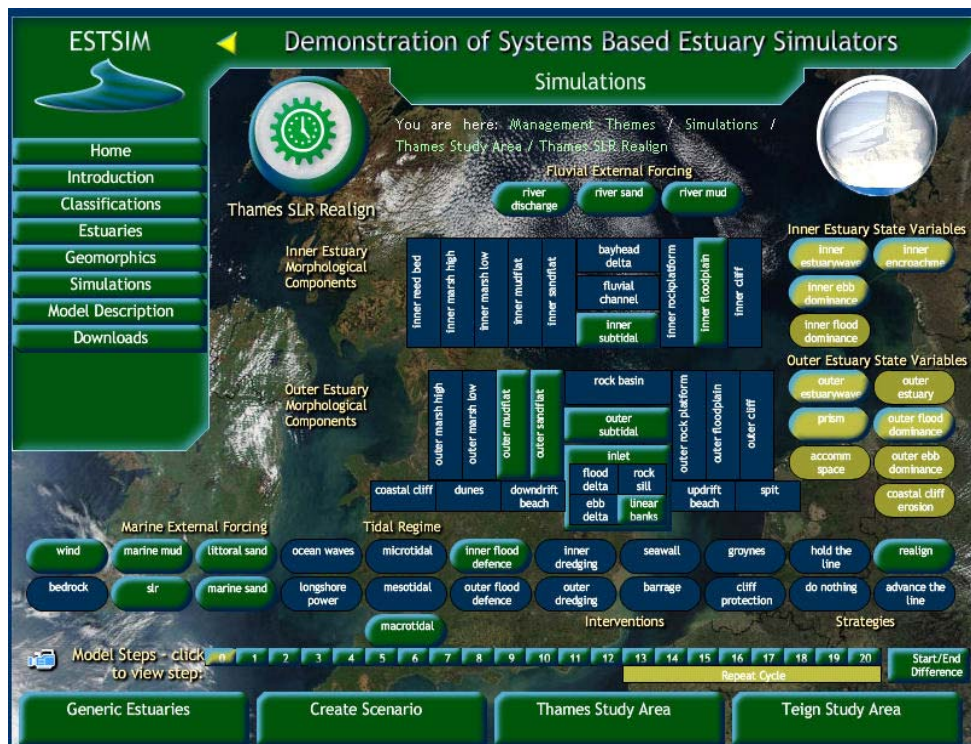 ESTSIM
Demonstration of Systems Based Estuary Simulators
Simulations
Home
Introduction
Classifications
Estuaries
Geomorphics
Simulations
Model Description
Downloads
You are here: Management Themes / Simulations /
Thames Study Area / Thames SLR Realign
Thames SLR Realign
Fluvial External Forcing
river
discharge
river sand
river mud
Inner Estuary
Morphological
Components
inner reed bed
inner marsh high
inner marsh low
inner mudflat
inner sandflat
bayhead
delta
fluvial
channel
inner
subtidal
inner rockplatform
inner floodplain
inner cliff
Inner Estuary State Variables
inner
estuarywave
inner
encroachme
inner ebb
dominance
inner flood
dominance
Outer Estuary
Morphological
Components
outer marsh high
outer marsh low
outer mudflat
outer sandflat
rock basin
outer
subtidal
inlet
flood
delta
rock
sill
ebb
delta
linear
banks
outer rock platform
outer floodplain
outer cliff
coastal cliff
dunes
downdrift
beach
updrift
beach
spit
Outer Estuary State Variables
outer
estuarywave
outer
estuary
prism
outer flood
dominance
accomm
space
outer ebb
dominance
coastal cliff
erosion
Marine External Forcing
Tidal Regime
wind
marine mud
littoral sand
ocean waves
microtidal
inner flood
defence
inner
dredging
seawall
groynes
hold the
line
realign
bedrock
slr
marine sand
longshore
power
mesotidal
outer flood
defence
outer
dredging
barrage
cliff
protection
do nothing
advance the
line
macrotidal
Interventions
Strategies
Model Steps - click
to view step:
0 1 2 3 4 5 6 7 8 9 10 11 12 13 14 15 16 17 18 19 20
Repeat Cycle
Start/End
Difference
Generic Estuaries
Create Scenario
Thames Study Area
Teign Study Area